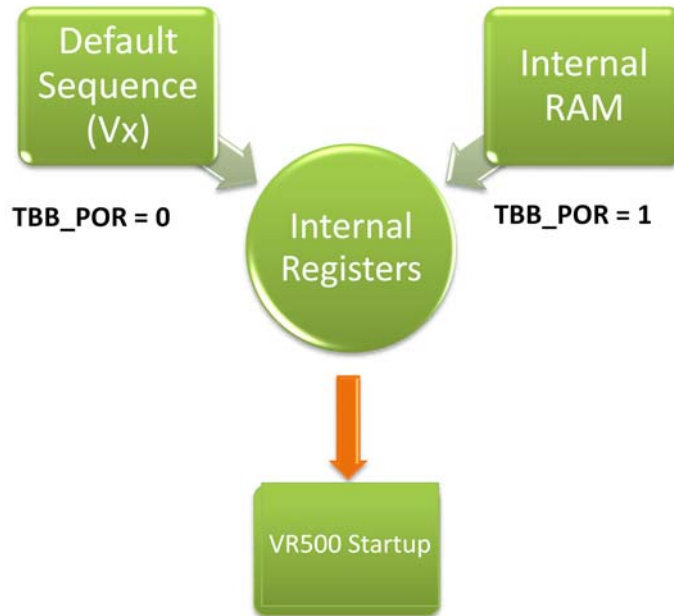 Default
Sequence
(Vx)
Internal
RAM
TBB_POR = 0
TBB_POR = 1
Internal
Registers
VR500 Startup